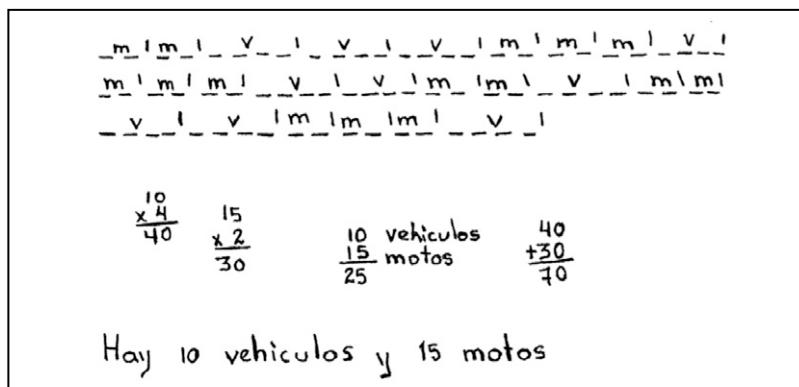 m | m | v | v | v | m | m | m | v |
m | m | m | v | v | m | m | v | m | m |
v | v | m | m | m | v |
10
x 4
40
15
x 2
30
10 vehiculos
15 motos
25
40
+30
70
Hay 10 vehiculos y 15 motos